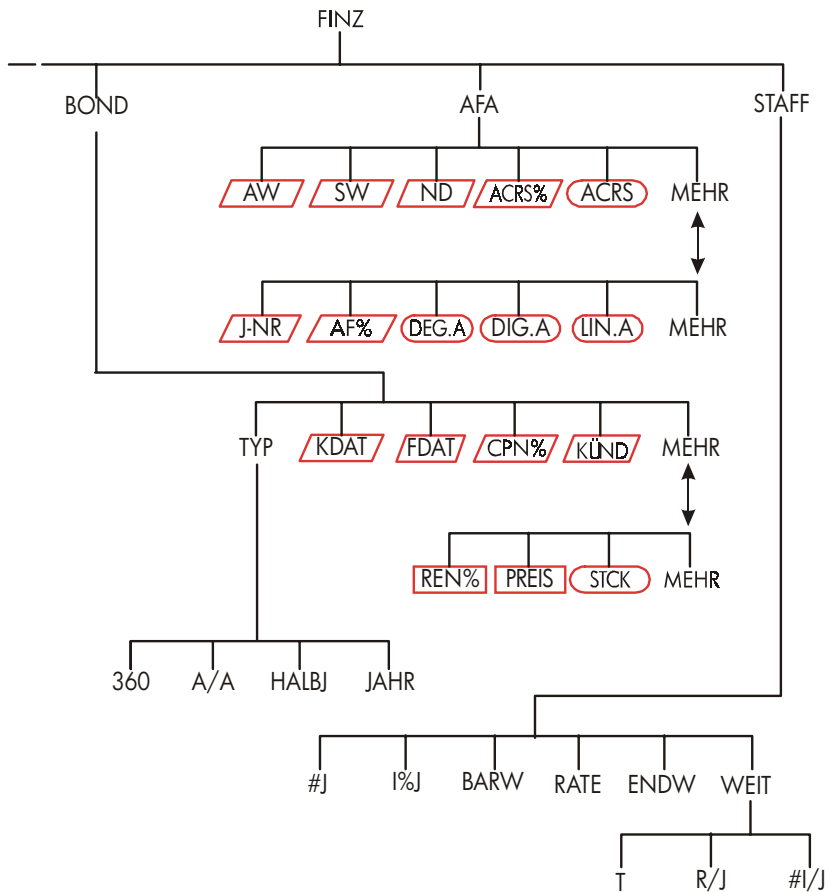 FINZ
BOND AFA STAFF
AW SW ND ACRS% ACRS MEHR
J-NR AF% DEG.A DIG.A LIN.A MEHR
TYP KDAT FDAT CPN% KÜND MEHR
REN% PREIS STCK MEHR
360 A/A HALBJ JAHR
#J I%J BARW RATE ENDW WEIT
T R/J #I/J